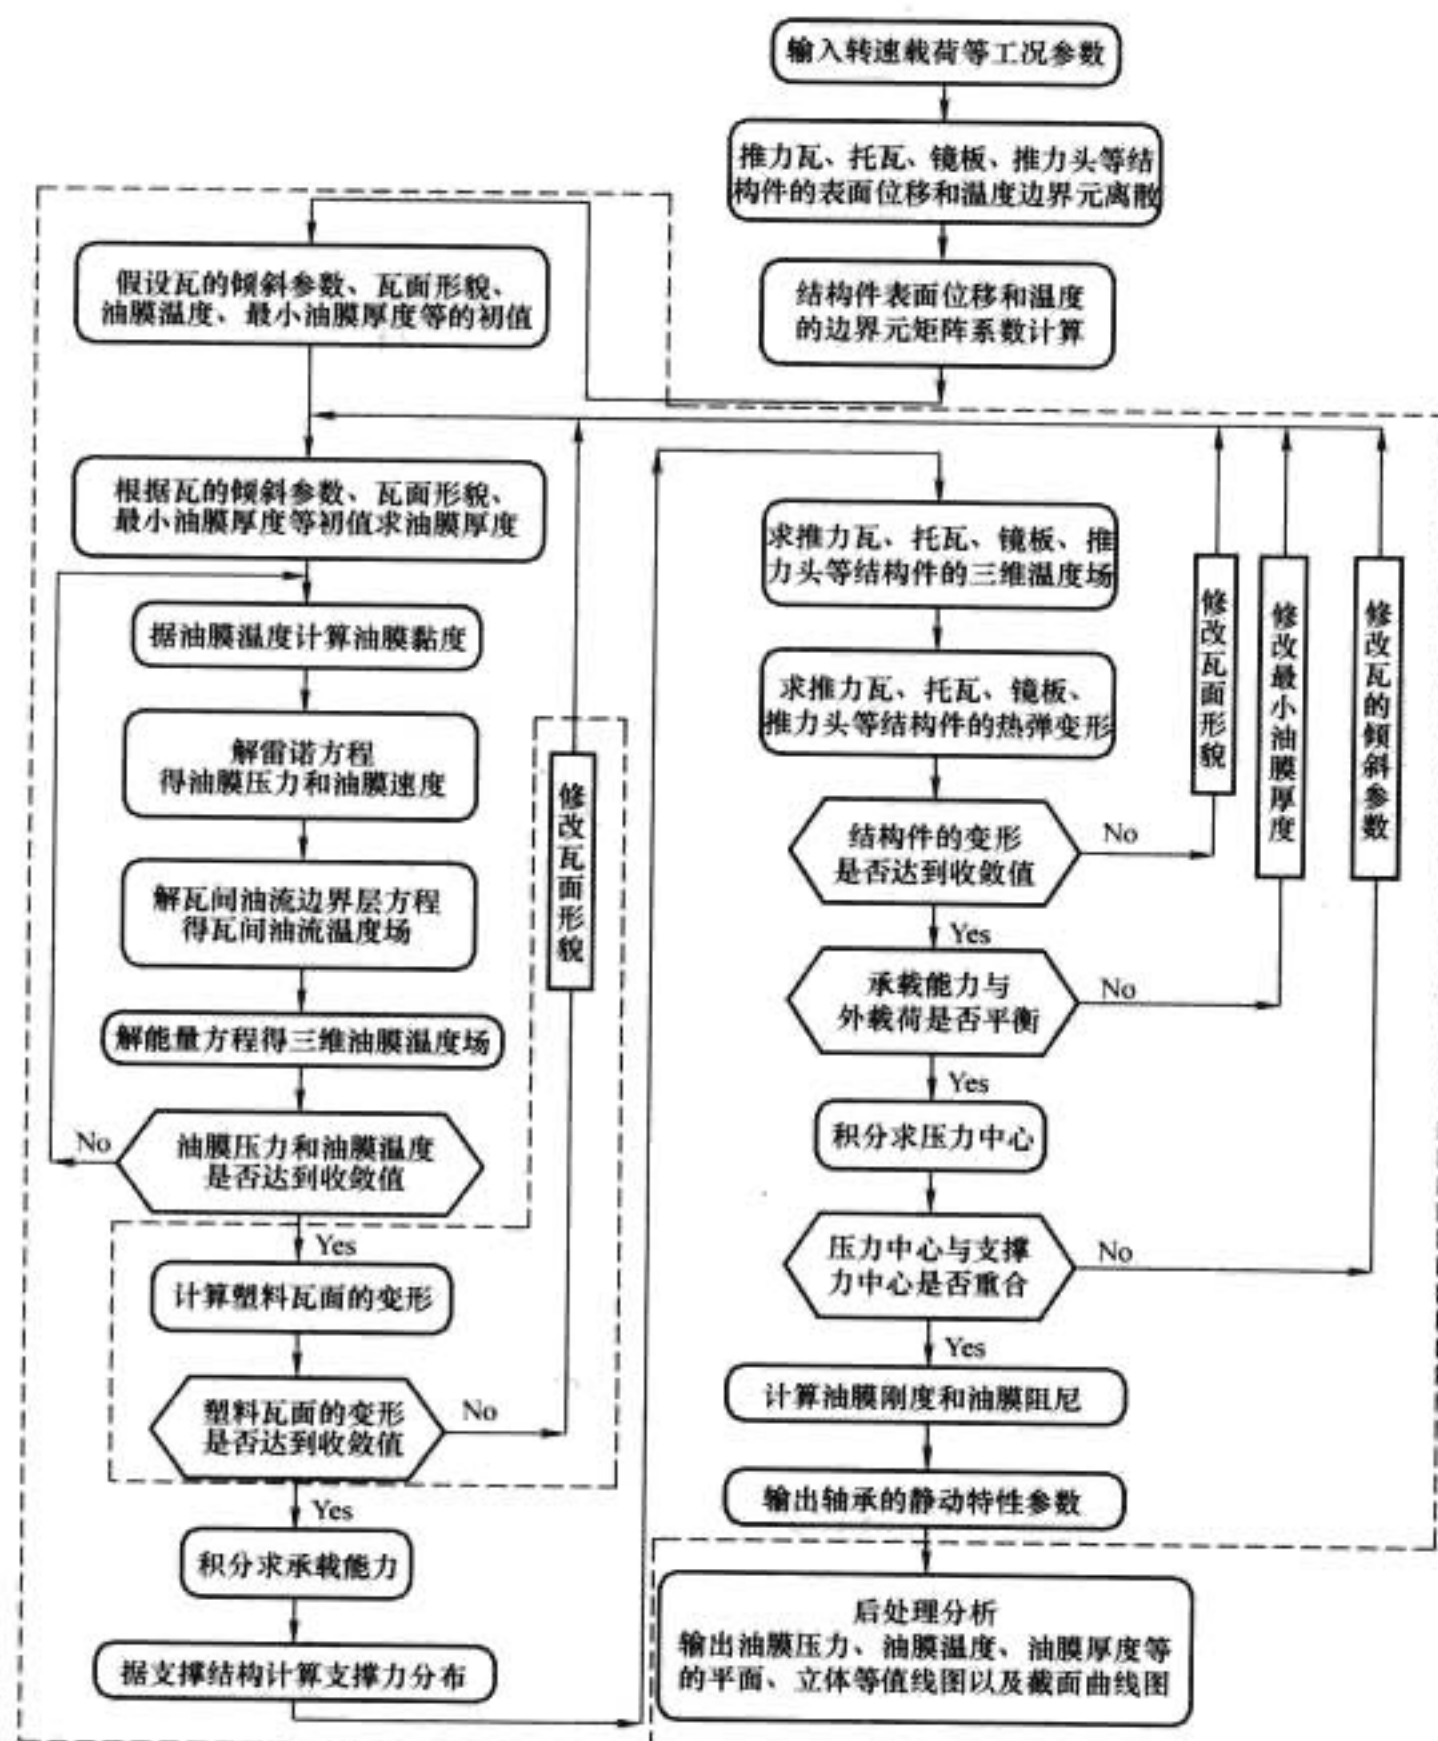 输入转速载荷等工况参数
推力瓦、托瓦、镜板、推力头等结
构件的表面位移和温度边界元离散
结构件表面位移和温度
的边界元矩阵系数计算
假设瓦的倾斜参数、瓦面形貌、
油膜温度、最小油膜厚度等的初值
根据瓦的倾斜参数、瓦面形貌、
最小油膜厚度等初值求油膜厚度
据油膜温度计算油膜黏度
解雷诺方程
得油膜压力和油膜速度
解瓦间油流边界层方程
得瓦间油流温度场
解能量方程得三维油膜温度场
油膜压力和油膜温度
是否达到收敛值
No
Yes
计算塑料瓦面的变形
塑料瓦面的变形
是否达到收敛值
No
修改瓦面形貌
Yes
积分求承载能力
据支撑结构计算支撑力分布
求推力瓦、托瓦、镜板、推
力头等结构件的三维温度场
求推力瓦、托瓦、镜板、
推力头等结构件的热弹变形
结构件的变形
是否达到收敛值
No
修改瓦面形貌
Yes
承载能力与
外载荷是否平衡
No
修改最小油膜厚度
Yes
积分求压力中心
压力中心与支撑
力中心是否重合
No
修改瓦的倾斜参数
Yes
计算油膜刚度和油膜阻尼
输出轴承的静动特性参数
后处理分析
输出油膜压力、油膜温度、油膜厚度等
的平面、立体等值线图以及截面曲线图